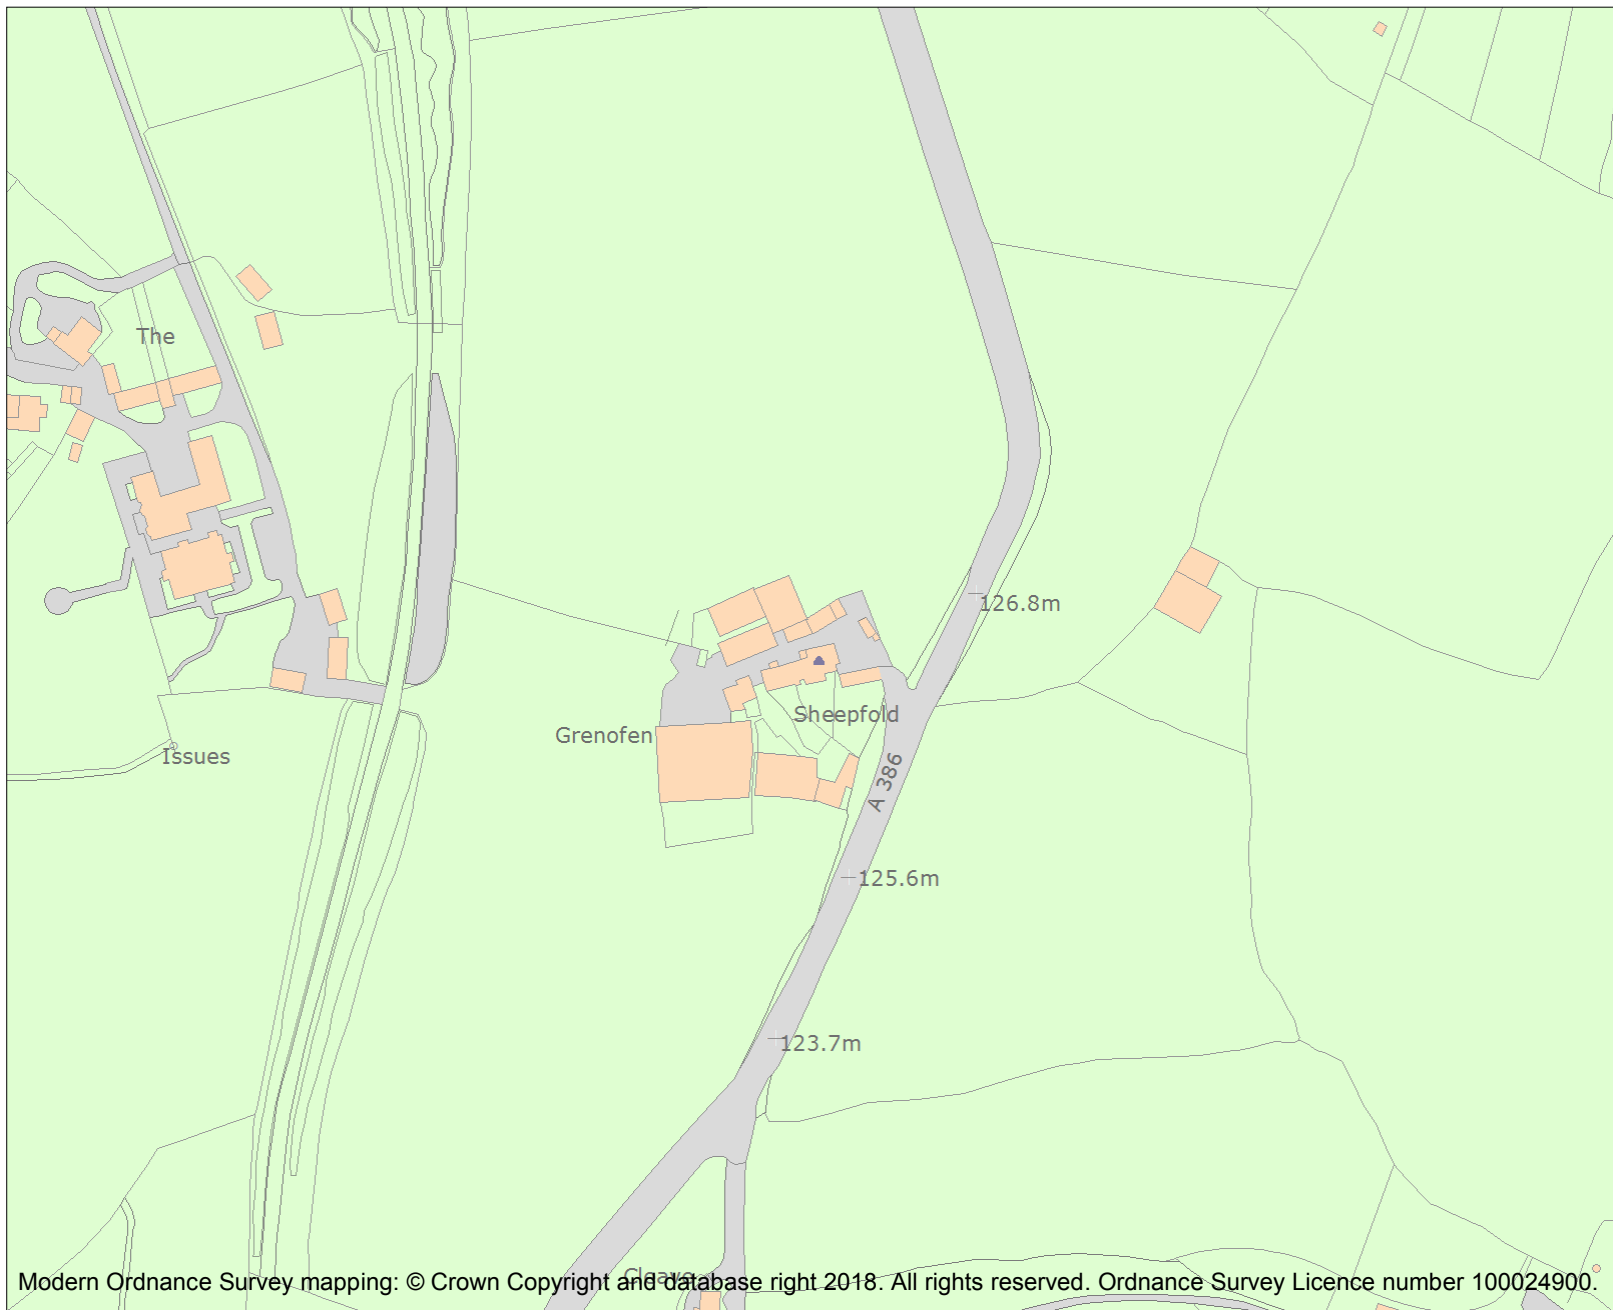 The
126.8m
Sheepfold
Grenofen
Issues
A 386
125.6m
123.7m
Cleave
Modern Ordnance Survey mapping: © Crown Copyright and database right 2018. All rights reserved. Ordnance Survey Licence number 100024900.